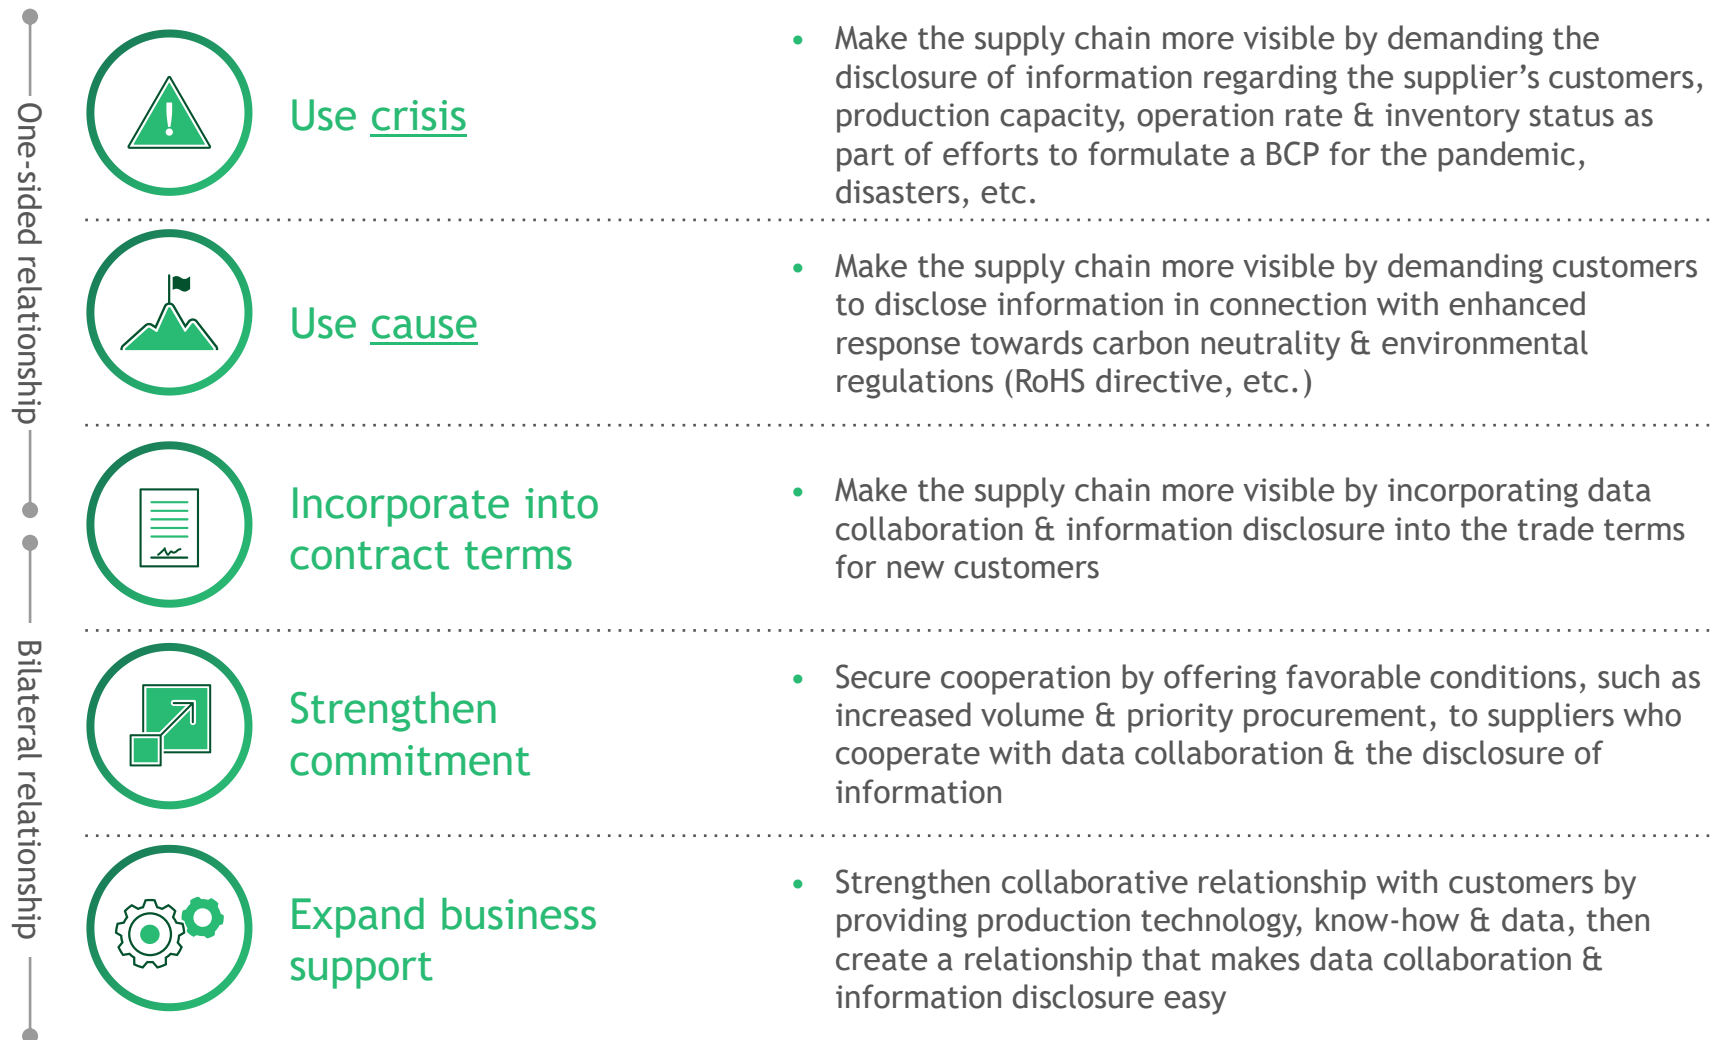 One-sided relationship
Use crisis
• Make the supply chain more visible by demanding the
disclosure of information regarding the supplier’s customers,
production capacity, operation rate & inventory status as
part of efforts to formulate a BCP for the pandemic,
disasters, etc.
Use cause
• Make the supply chain more visible by demanding customers
to disclose information in connection with enhanced
response towards carbon neutrality & environmental
regulations (RoHS directive, etc.)
Incorporate into
contract terms
• Make the supply chain more visible by incorporating data
collaboration & information disclosure into the trade terms
for new customers
Bilateral relationship
Strengthen
commitment
• Secure cooperation by offering favorable conditions, such as
increased volume & priority procurement, to suppliers who
cooperate with data collaboration & the disclosure of
information
Expand business
support
• Strengthen collaborative relationship with customers by
providing production technology, know-how & data, then
create a relationship that makes data collaboration &
information disclosure easy